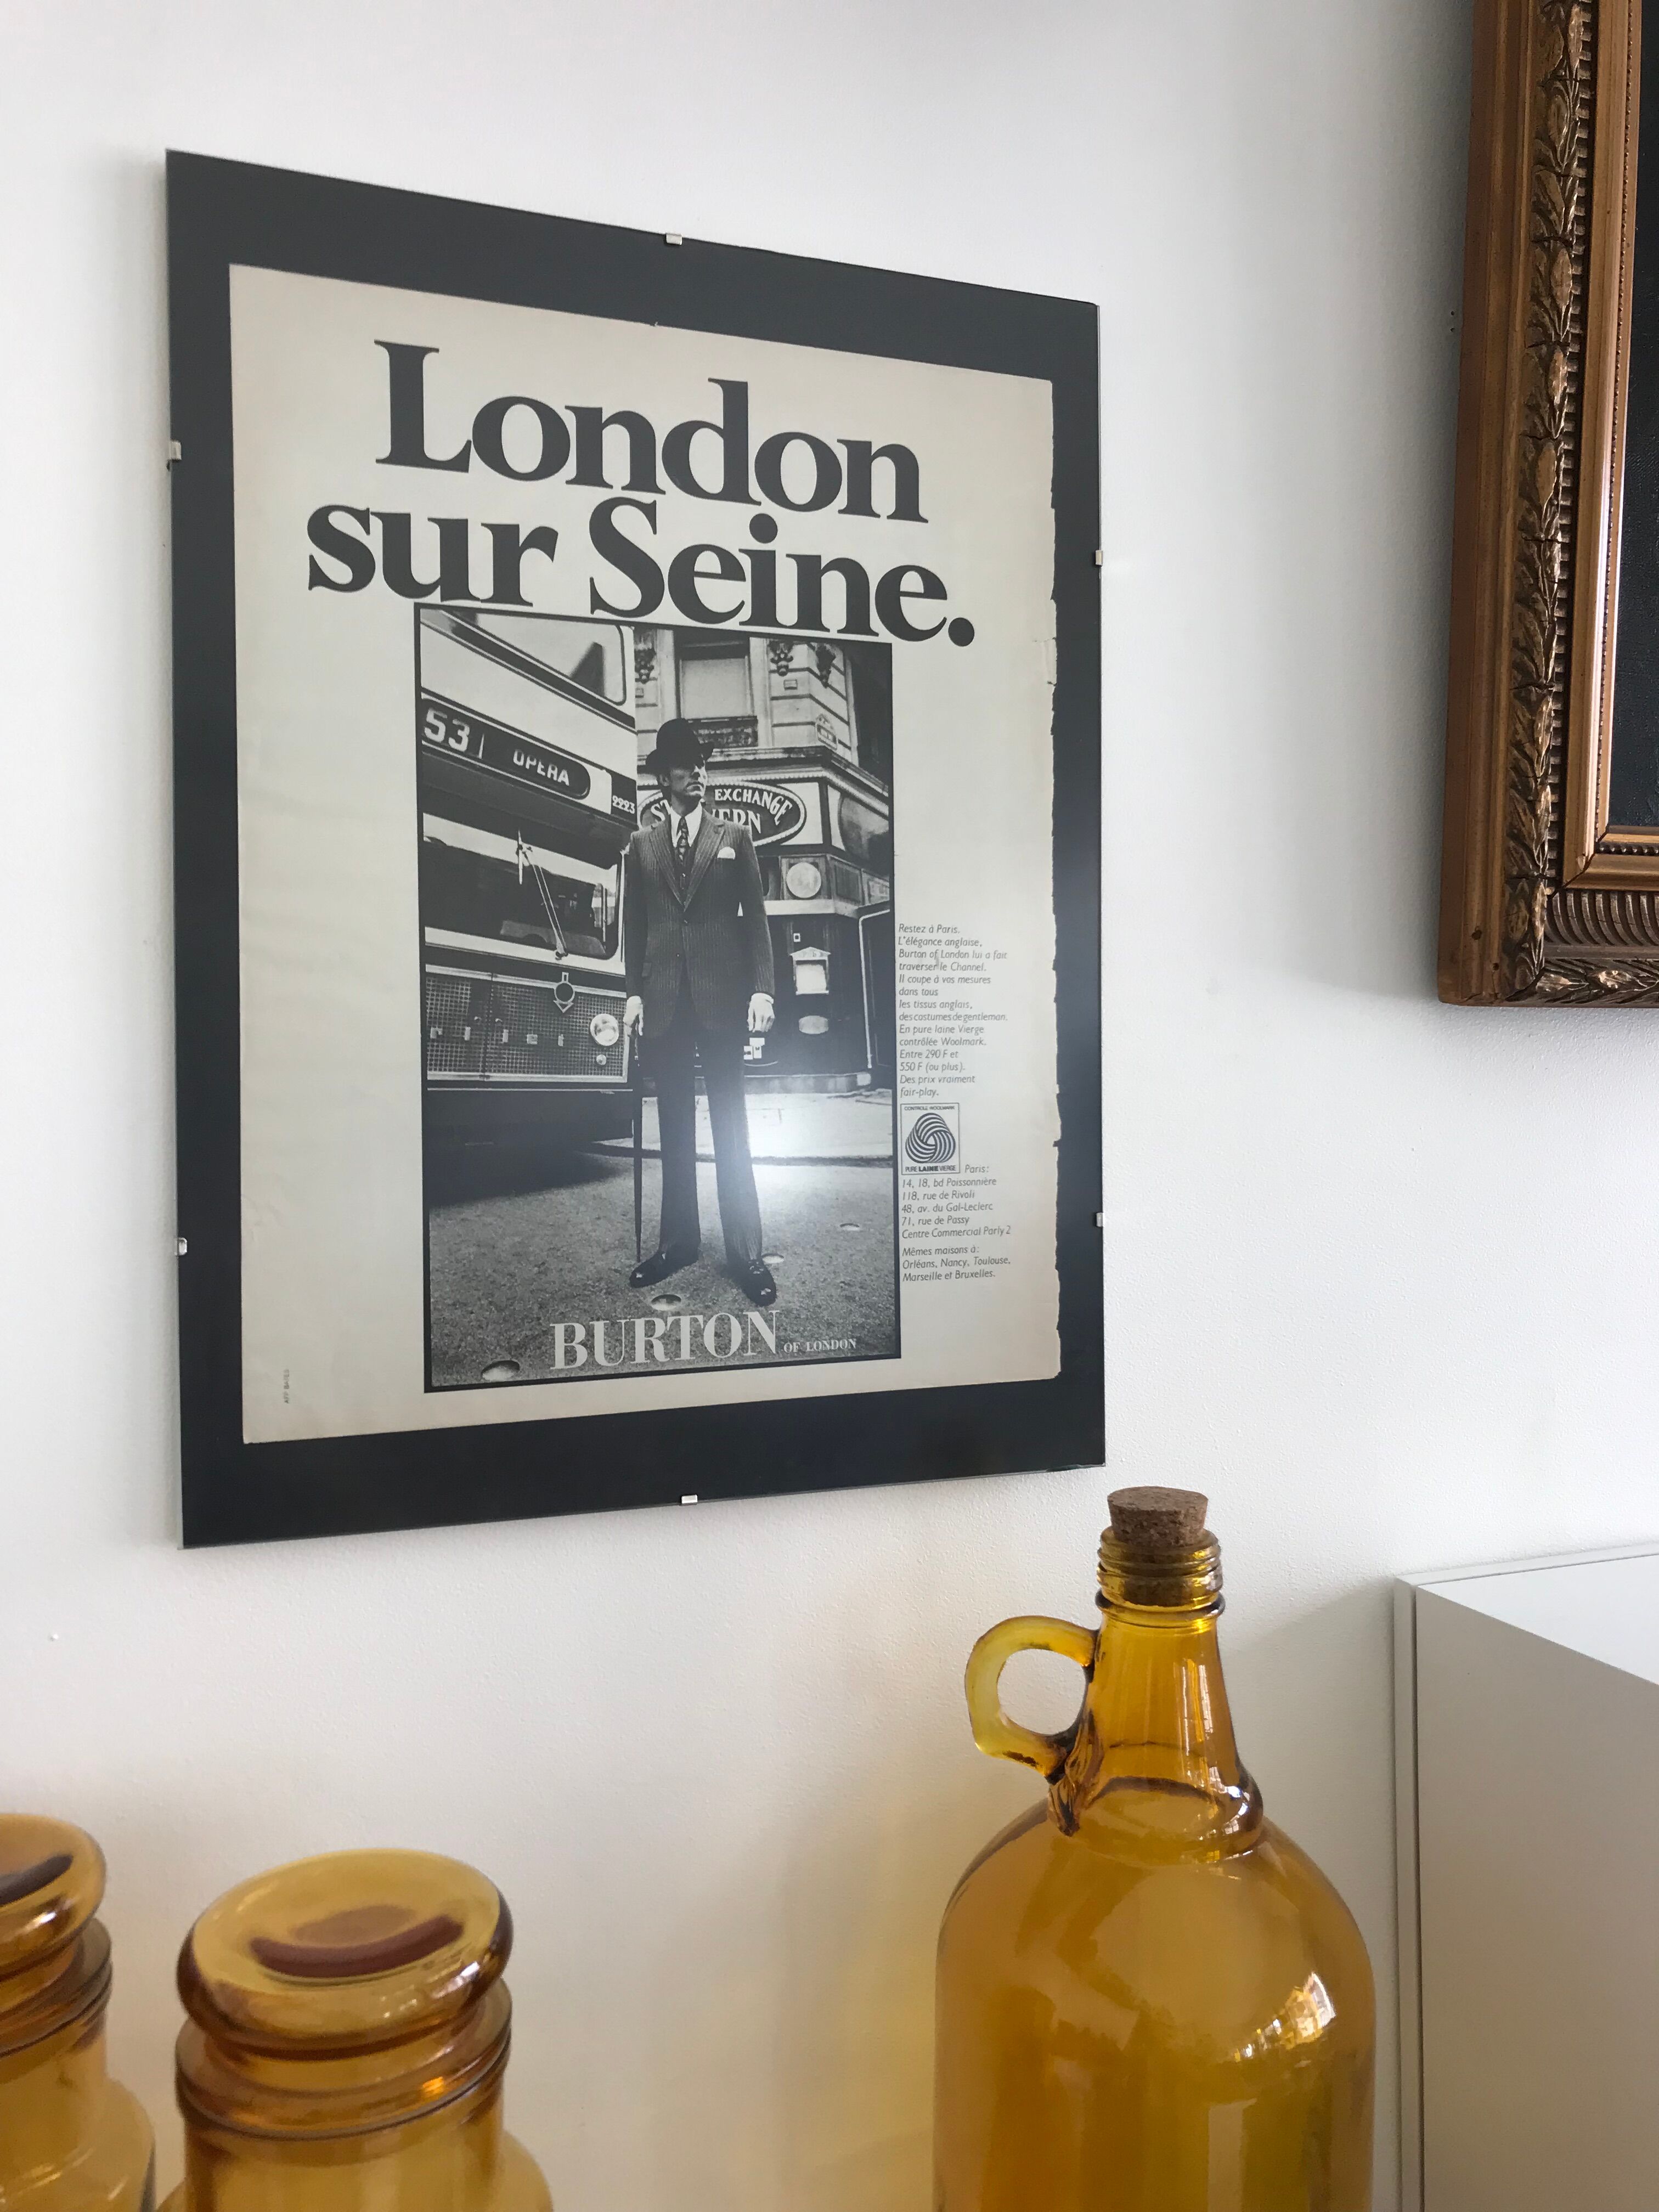 London
sur Seine.
53
OPERA
2223
EXCHANGE
Restez à Paris.
L'élégance anglaise,
Burton of London lui a fait
traverser le Channel.
Il coupe à vos mesures
dans tous
les tissus anglais,
des costumes de gentleman.
En pure laine Vierge
contrôlée Woolmark.
Entre 290 F et
550 F (ou plus).
Des prix vraiment
fair-play.
CONTROLE WOOLMARK
PURE LAINE VIERGE
Paris:
14, 18, bd Poissonnière
118, rue de Rivoli
48, av. du Gal-Leclerc
71, rue de Passy
Centre Commercial Parly 2
Mêmes maisons à:
Orléans, Nancy, Toulouse,
Marseille et Bruxelles.
BURTON OF LONDON